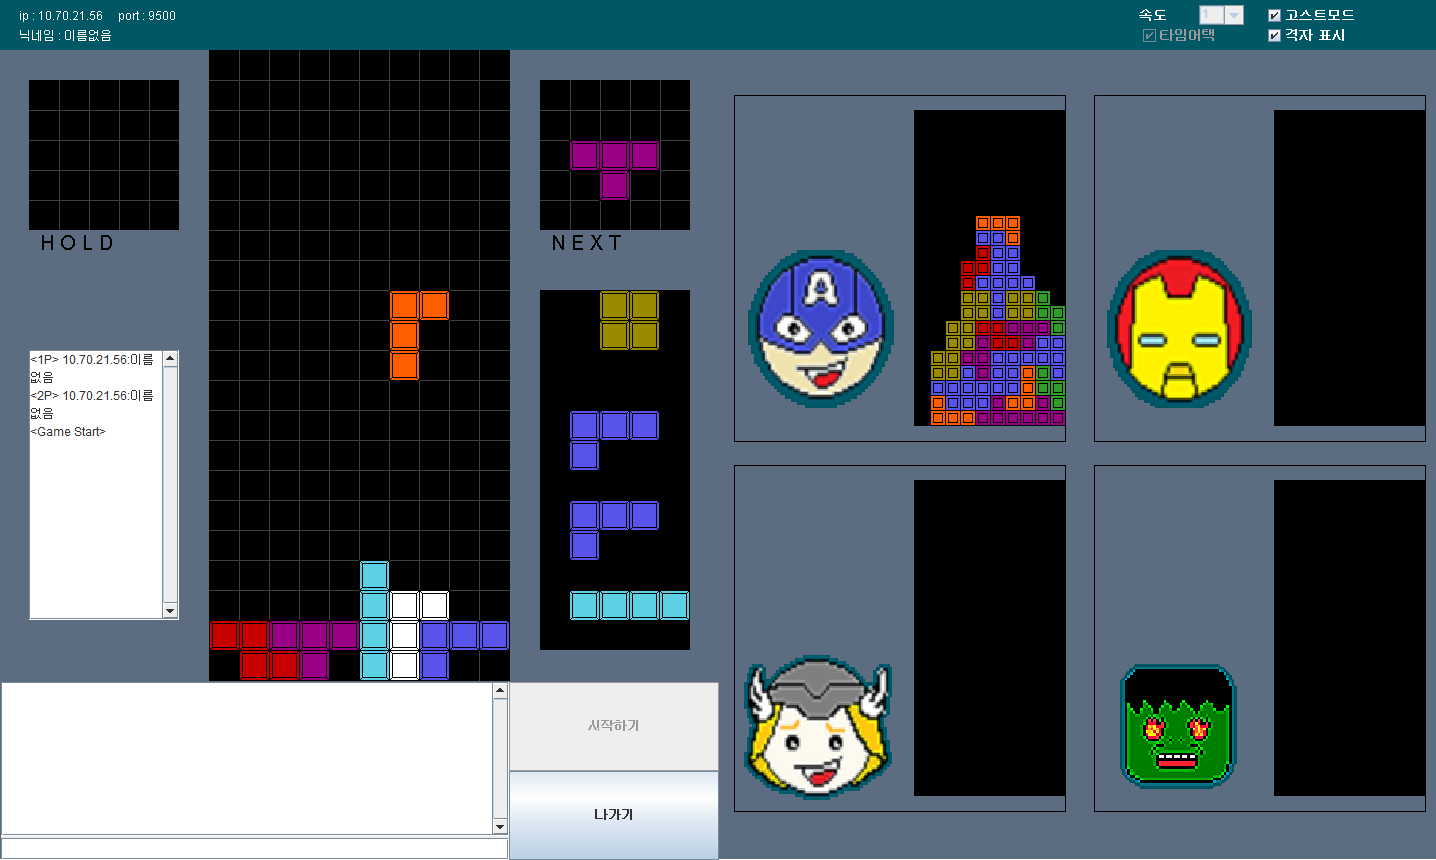 ip : 10.70.21.56 port : 9500
닉네임 : 이름없음
속도 1
고스트모드
타임어택
격자 표시
HOLD
NEXT
<1P> 10.70.21.56:이름
없음
<2P> 10.70.21.56:이름
없음
<Game Start>
시작하기
나가기
A